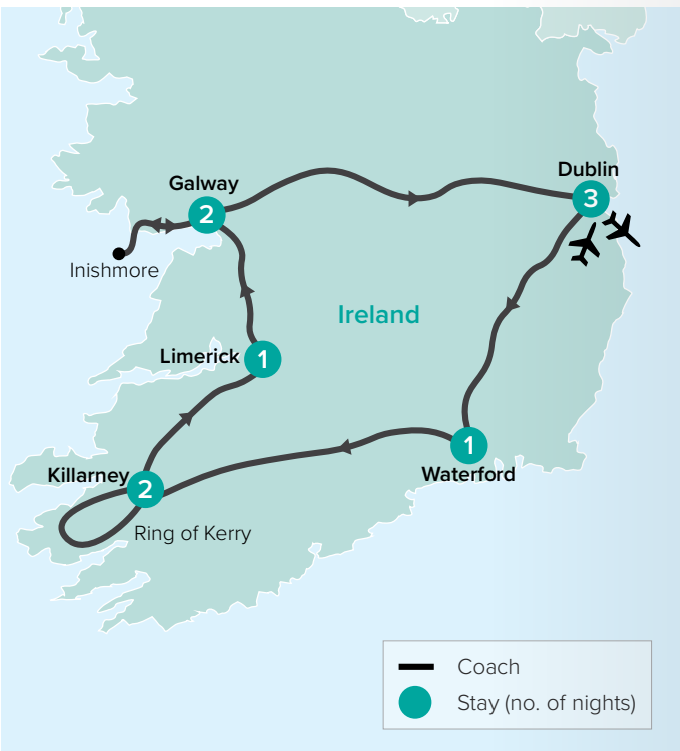 Dublin
3
Galway
2
Inishmore
Ireland
Limerick
1
1
Waterford
Killarney
2
Ring of Kerry
Coach
Stay (no. of nights)